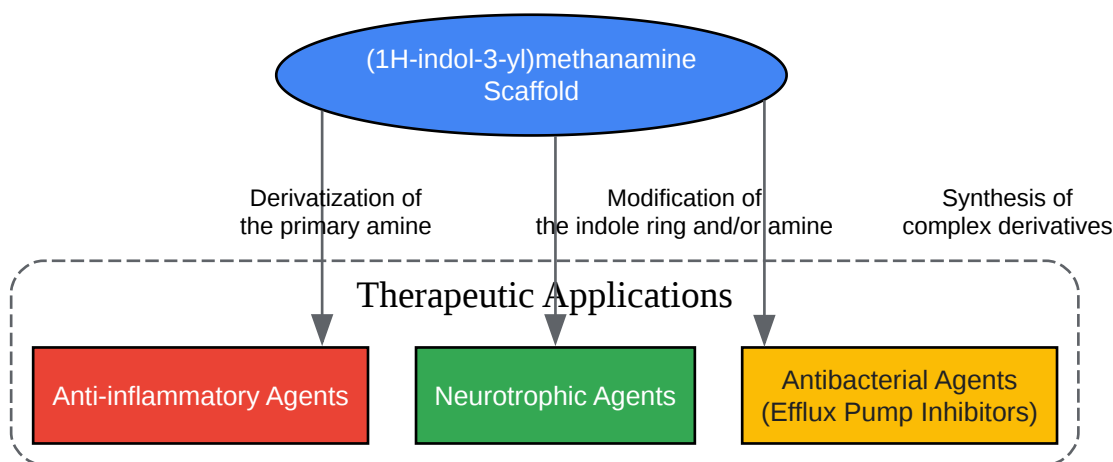 (1H-indol-3-yl)methanamine
Scaffold
Derivatization of
the primary amine
Modification of
the indole ring and/or amine
Synthesis of
complex derivatives
Therapeutic Applications
Anti-inflammatory Agents
Neurotrophic Agents
Antibacterial Agents
(Efflux Pump Inhibitors)